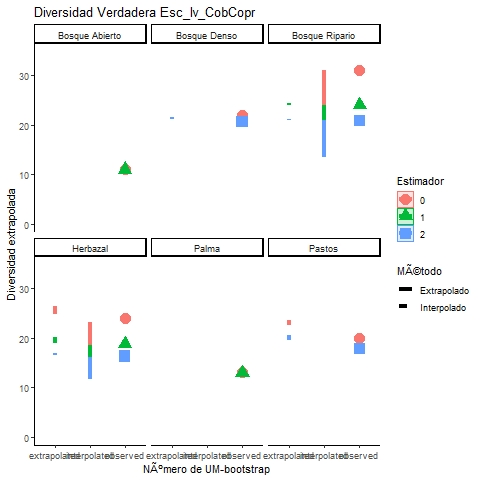 Diversidad Verdadera Esc_lv_CobCopr
Bosque Abierto
Bosque Denso
Bosque Ripario
30
20
10
0
Herbazal
Palma
Pastos
30
20
10
0
Diversidad extrapolada
extrapolated interpolated observed
extrapolated interpolated observed
extrapolated interpolated observed
NÃºmero de UM-bootstrap
Estimador
0
1
2
MÃ©todo
Extrapolado
Interpolado